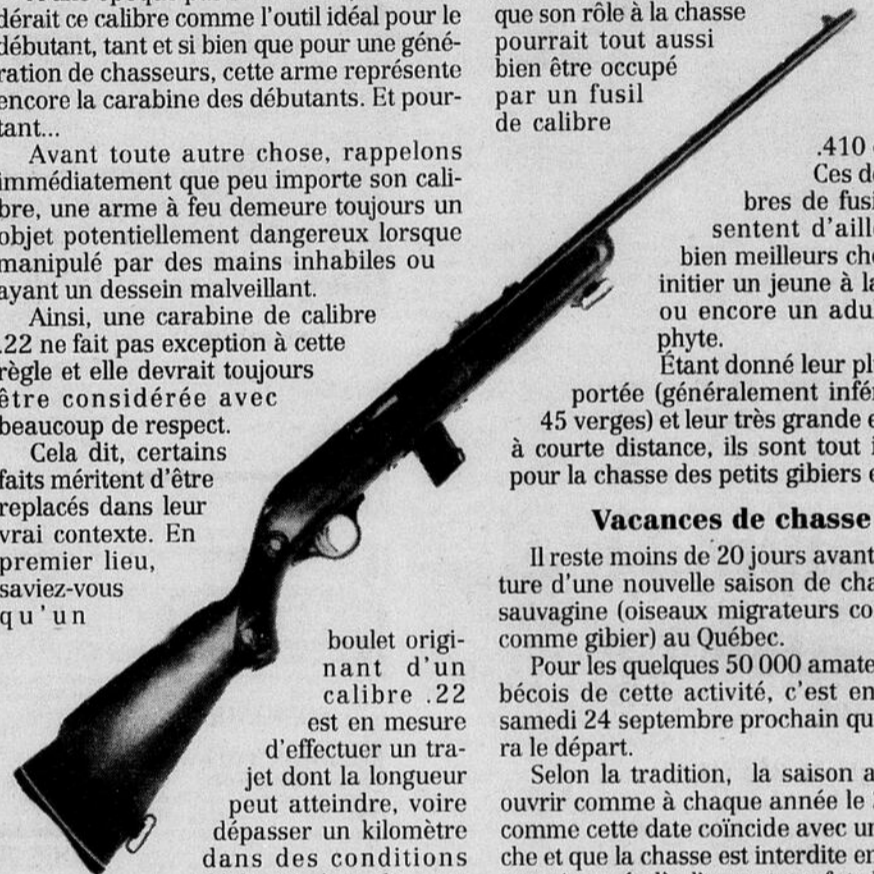 dérait ce calibre comme l'outil idéal pour le
débutant, tant et si bien que pour une géné-
ration de chasseurs, cette arme représente
encore la carabine des débutants. Et pour-
tant...
Avant toute autre chose, rappelons
immédiatement que peu importe son cali-
bre, une arme à feu demeure toujours un
objet potentiellement dangereux lorsque
manipulé par des mains inhabiles ou
ayant un dessein malveillant.
Ainsi, une carabine de calibre
.22 ne fait pas exception à cette
règle et elle devrait toujours
être considérée avec
beaucoup de respect.
Cela dit, certains
faits méritent d'être
replacés dans leur
vrai contexte. En
premier lieu,
saviez-vous
qu'un
boulet origi-
nant d'un
calibre .22
est en mesure
d'effectuer un tra-
jet dont la longueur
peut atteindre, voire
dépasser un kilomètre
dans des conditions
que son rôle à la chasse
pourrait tout aussi
bien être occupé
par un fusil
de calibre
.410
Ces
bres de
sentent
bien meilleurs
initier un jeune à
ou encore un
phyte.
Étant donné leur
portée (généralement
45 verges) et leur très grande
à courte distance, ils sont tout
pour la chasse des petits gibiers
Vacances de chasse
Il reste moins de 20 jours avant
ture d'une nouvelle saison de
sauvagine (oiseaux migrateurs
comme gibier) au Québec.
Pour les quelques 50 000
bécois de cette activité, c'est
samedi 24 septembre prochain
ra le départ.
Selon la tradition, la saison
ouvrir comme à chaque année le
comme cette date coïncide avec
che et que la chasse est interdite